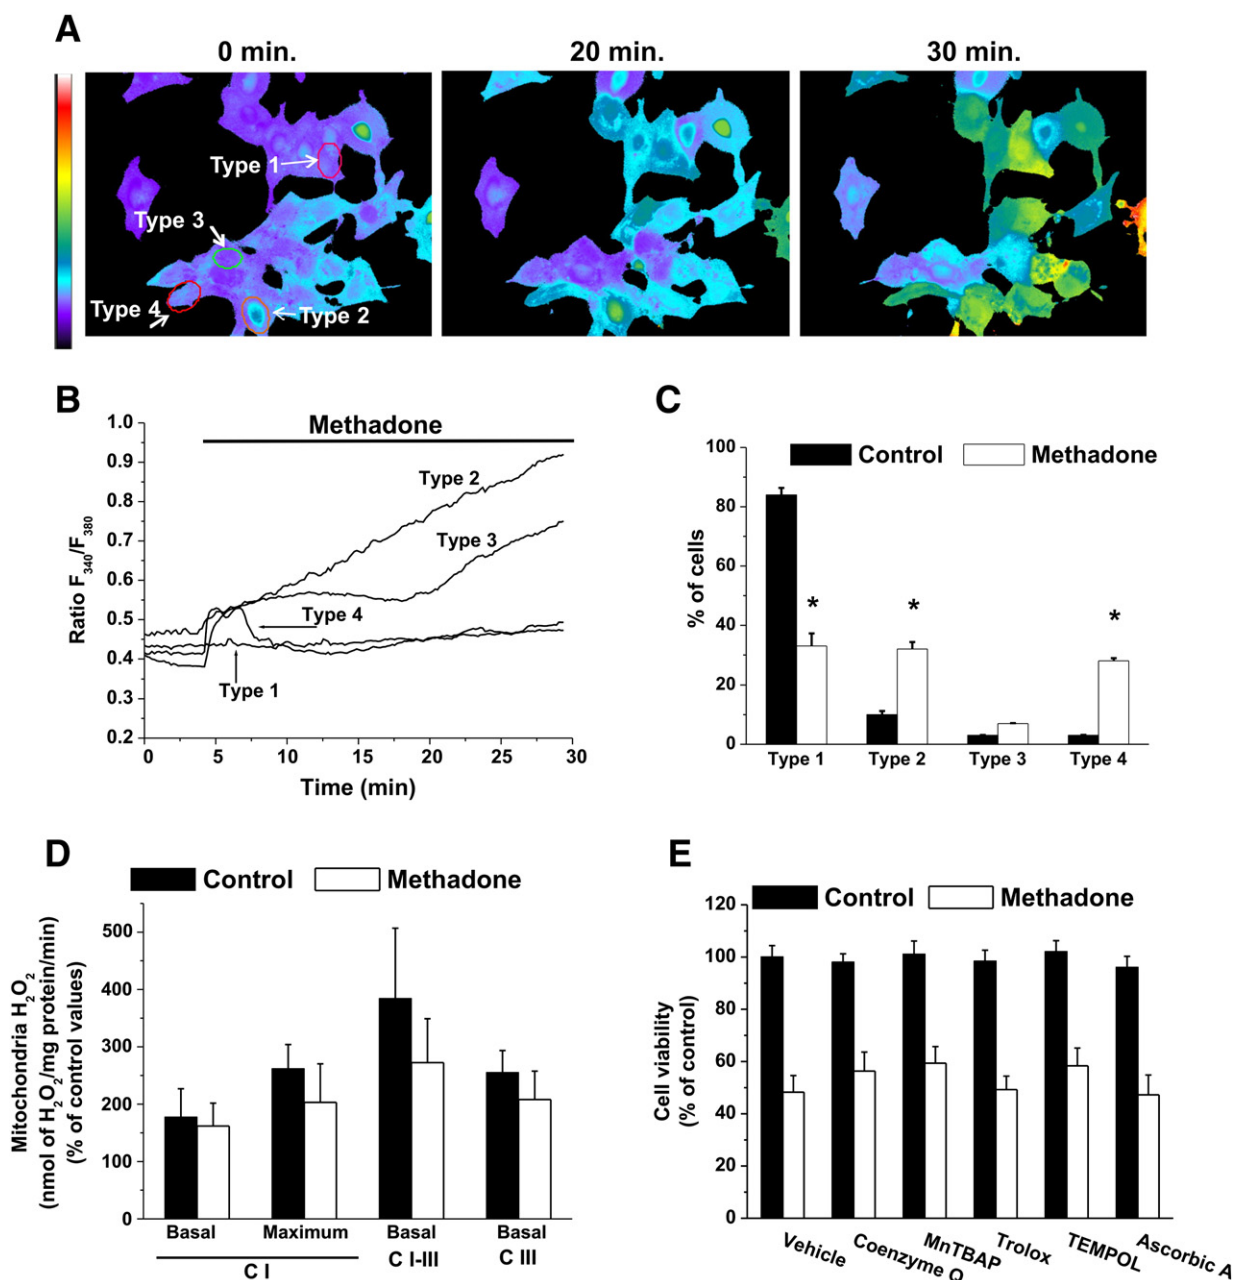 A
0 min.
20 min.
30 min.
Type 1
Type 3
Type 4
Type 2
B
Methadone
1.0
0.9
0.8
0.7
0.6
0.5
0.4
0.3
0.2
Ratio F340/F380
Type 2
Type 3
Type 4
Type 1
0 5 10 15 20 25 30
Time (min)
C
Control Methadone
100
80
60
40
20
0
% of cells
* * *
Type 1 Type 2 Type 3 Type 4
D
Control Methadone
500
400
300
200
100
0
Mitochondria H2O2
(nmol of H2O2/mg protein/min)
(% of control values)
Basal Maximum Basal Basal
C I C I-III C III
E
Control Methadone
120
100
80
60
40
20
0
Cell viability
(% of control)
Vehicle
Coenzyme Q
MnTBAP
Trolox
TEMPOL
Ascorbic A